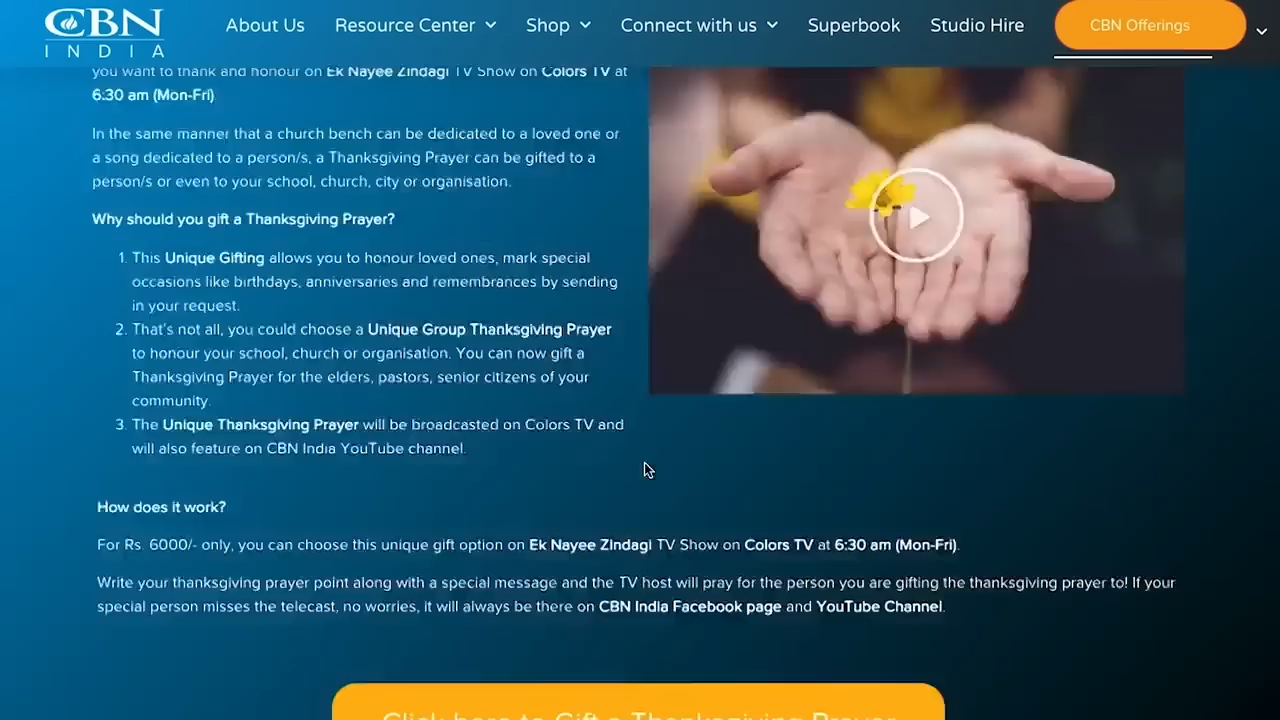 CBN
INDIA
About Us
Resource Center
Shop
Connect with us
Superbook
Studio Hire
CBN Offerings
you want to thank and honour on Ek Nayee Zindagi TV Show on Colors TV at
6:30 am (Mon-Fri).
In the same manner that a church bench can be dedicated to a loved one or
a song dedicated to a person/s, a Thanksgiving Prayer can be gifted to a
person/s or even to your school, church, city or organisation.
Why should you gift a Thanksgiving Prayer?
1. This Unique Gifting allows you to honour loved ones, mark special
occasions like birthdays, anniversaries and remembrances by sending
in your request.
2. That's not all, you could choose a Unique Group Thanksgiving Prayer
to honour your school, church or organisation. You can now gift a
Thanksgiving Prayer for the elders, pastors, senior citizens of your
community.
3. The Unique Thanksgiving Prayer will be broadcasted on Colors TV and
will also feature on CBN India YouTube channel.
How does it work?
For Rs. 6000/- only, you can choose this unique gift option on Ek Nayee ZIndagi TV Show on Colors TV at 6:30 am (Mon-Fri).
Write your thanksgiving prayer point along with a special message and the TV host will pray for the person you are gifting the thanksgiving prayer to! If your
special person misses the telecast, no worries, it will always be there on CBN India Facebook page and YouTube Channel.
Click here to Gift a Thanksgiving Prayer